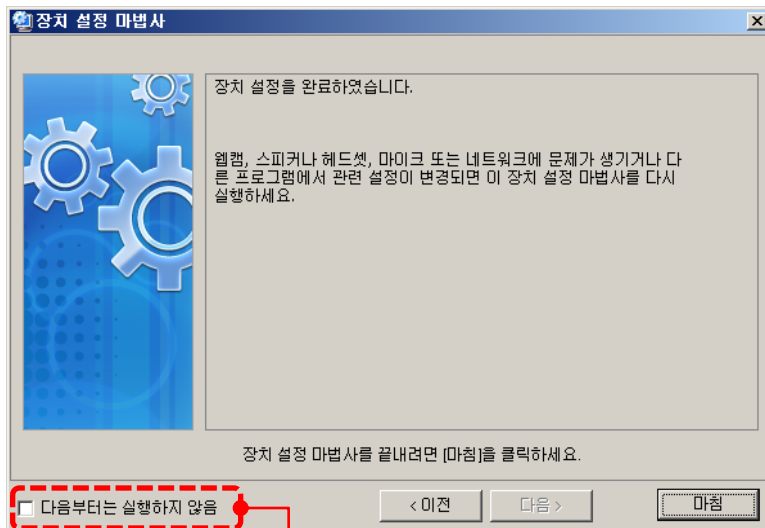 장치 설정 마법사
장치 설정을 완료하였습니다.
웹캠, 스피커나 헤드셋, 마이크 또는 네트워크에 문제가 생기거나 다
른 프로그램에서 관련 설정이 변경되면 이 장치 설정 마법사를 다시
실행하세요.
장치 설정 마법사를 끝내려면 [마침]을 클릭하세요.
다음부터는 실행하지 않음
< 이전
다음 >
마침